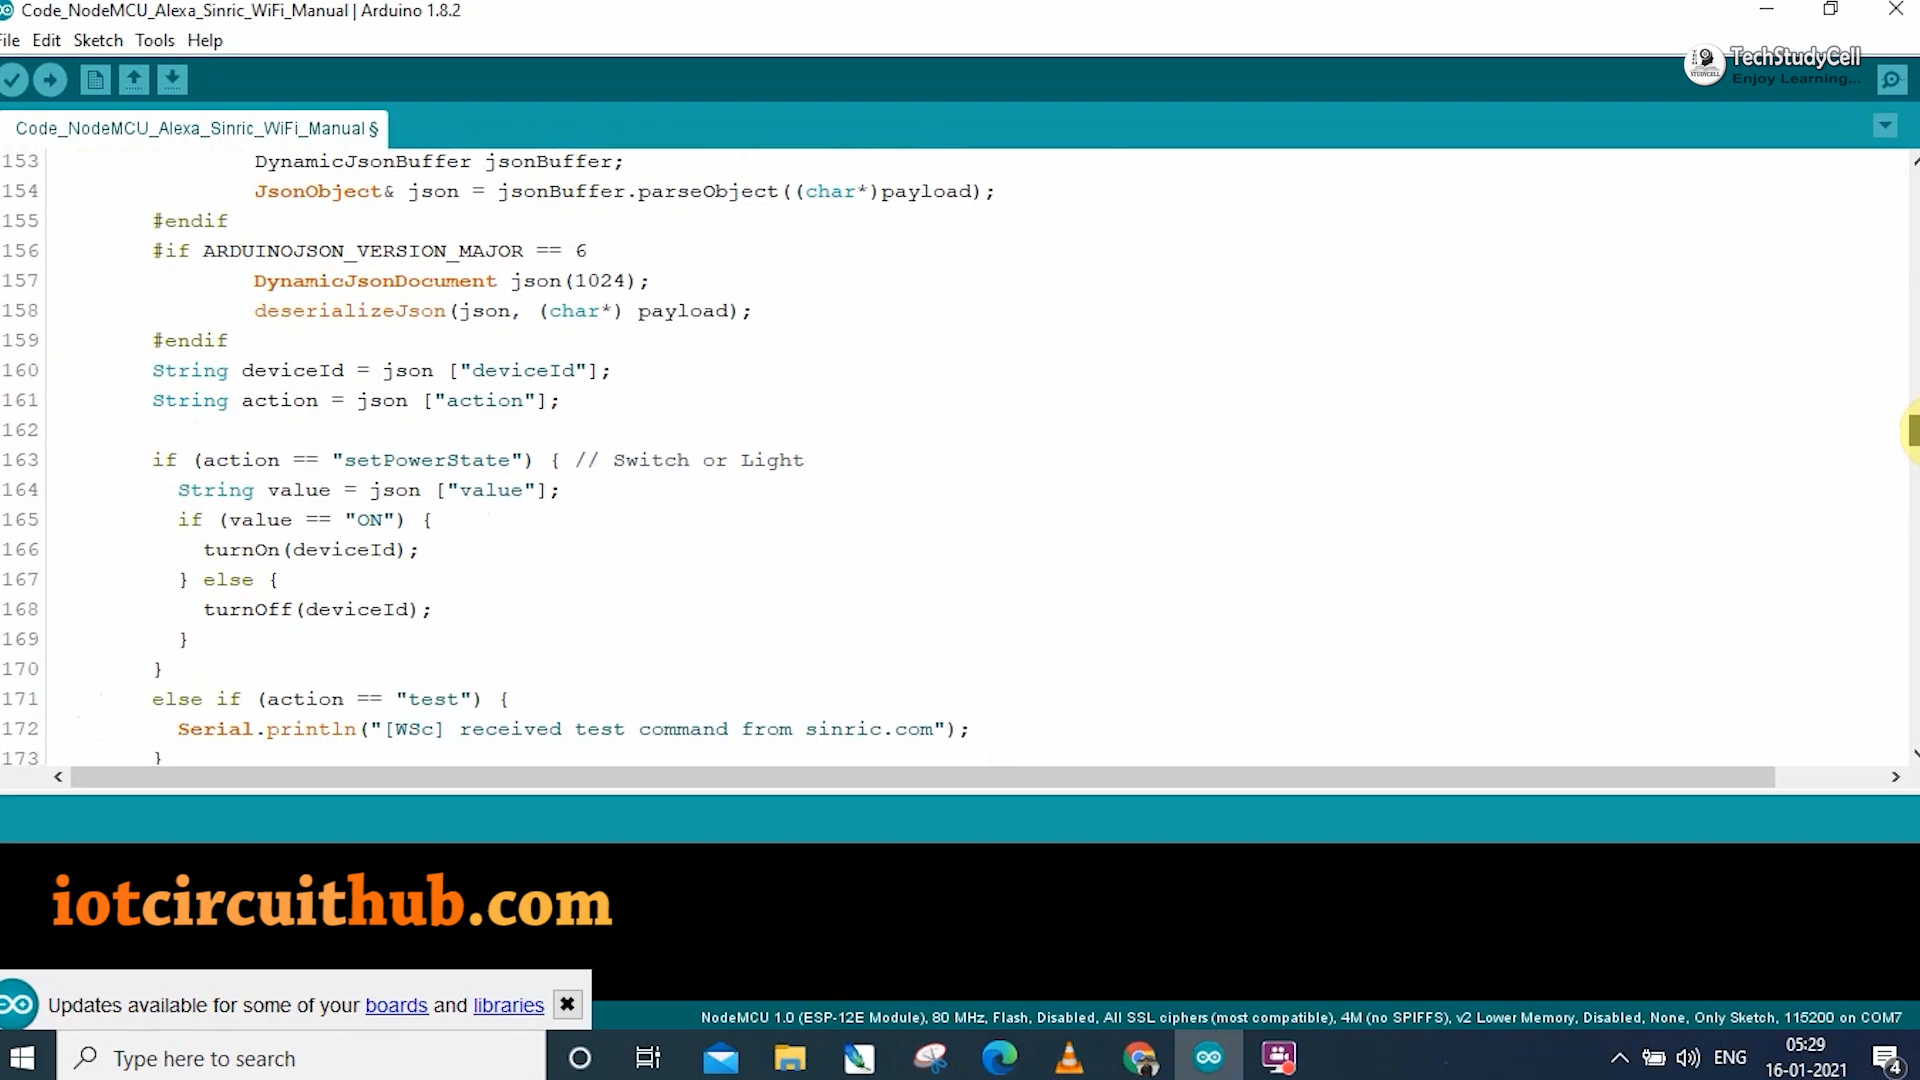 Code_NodeMCU_Alexa_Sinric_WiFi_Manual | Arduino 1.8.2
File Edit Sketch Tools Help
TechStudyCell
Enjoy Learning...
STUDYCELL
Code_NodeMCU_Alexa_Sinric_WiFi_Manual §
153 DynamicJsonBuffer jsonBuffer;
154 JsonObject& json = jsonBuffer.parseObject((char*)payload);
155 #endif
156 #if ARDUINOJSON_VERSION_MAJOR == 6
157 DynamicJsonDocument json(1024);
158 deserializeJson(json, (char*) payload);
159 #endif
160 String deviceId = json ["deviceId"];
161 String action = json ["action"];
162
163 if (action == "setPowerState") { // Switch or Light
164 String value = json ["value"];
165 if (value == "ON") {
166 turnOn(deviceId);
167 } else {
168 turnOff(deviceId);
169 }
170 }
171 else if (action == "test") {
172 Serial.println("[WSc] received test command from sinric.com");
173 }
iotcircuithub.com
Updates available for some of your boards and libraries
NodeMCU 1.0 (ESP-12E Module), 80 MHz, Flash, Disabled, All SSL ciphers (most compatible), 4M (no SPIFFS), v2 Lower Memory, Disabled, None, Only Sketch, 115200 on COM7
Type here to search
ENG
05:29
16-01-2021
4